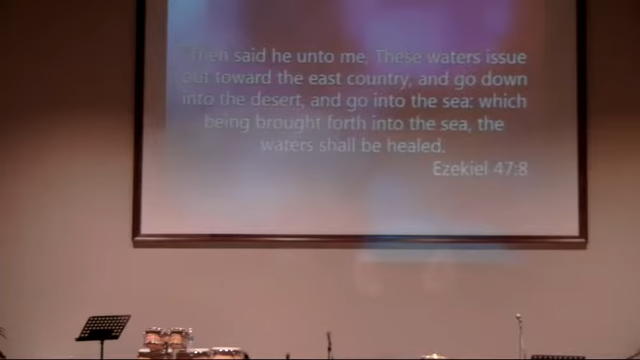 "Then said he unto me, These waters issue
out toward the east country, and go down
into the desert, and go into the sea: which
being brought forth into the sea, the
waters shall be healed.
Ezekiel 47:8